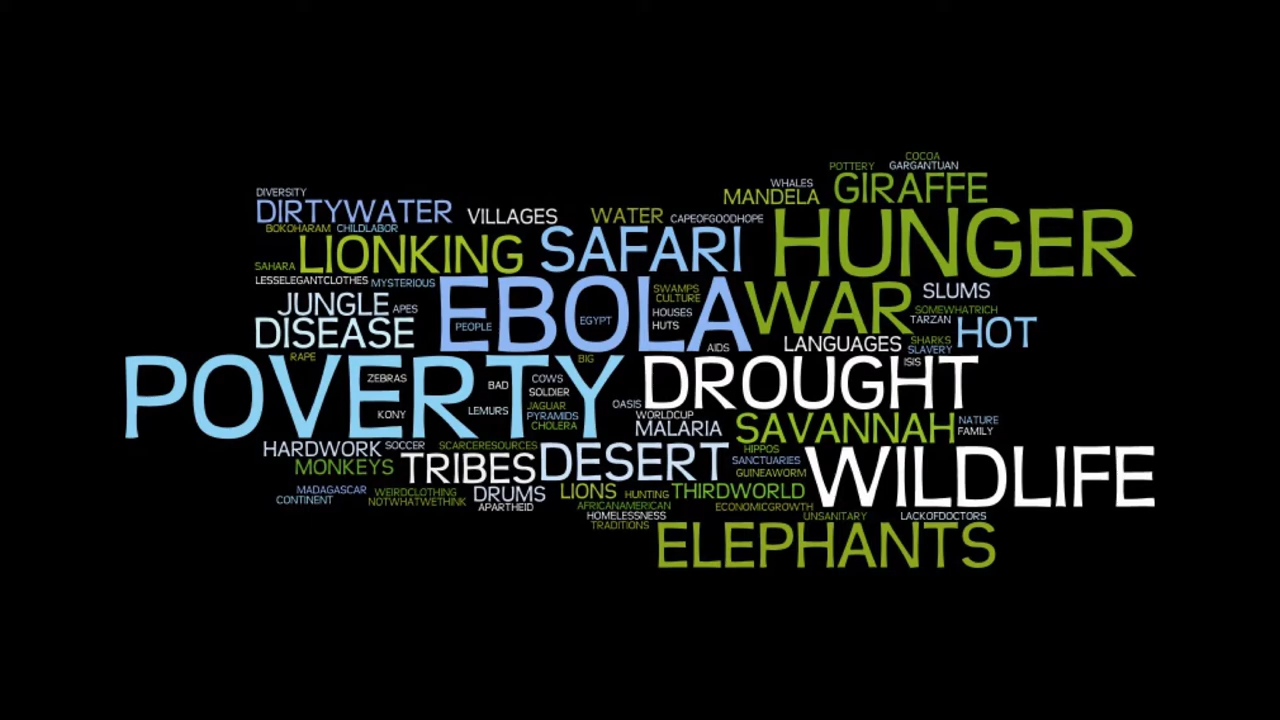 COCOA
POTTERY GARGANTUAN
WHALES
GIRAFFE
DIVERSITY
MANDELA
DIRTYWATER
VILLAGES
WATER
CAPEOFGOODHOPE
HUNGER
BOKOHARAM CHILDLABOR
LIONKING
SAFARI
SAHARA
LESSELEGANTCLOTHES
MYSTERIOUS
SWAMPS
CULTURE
SLUMS
JUNGLE
APES
EBOLA
WAR
HOUSES
SOMEWHATRICH
TARZAN
PEOPLE
EGYPT
HUTS
DISEASE
HOT
LANGUAGES
SHARKS
SLAVERY
AIDS
RAPE
BIG
ISIS
POVERTY
DROUGHT
ZEBRAS
BAD
COWS
SOLDIER
JAGUAR
OASIS
KONY
LEMURS
PYRAMIDS
WORLDCUP
CHOLERA
MALARIA
SAVANNAH
NATURE
FAMILY
HARDWORK
SOCCER
SCARCERESOURCES
HIPPOS
MONKEYS
TRIBES
DESERT
SANCTUARIES
GUINEAWORM
WILDLIFE
MADAGASCAR
WEIRDCLOTHING
DRUMS
LIONS
HUNTING
THIRDWORLD
CONTINENT
NOTWHATWETHINK
APARTHEID
AFRICANAMERICAN
ECONOMICGROWTH
HOMELESSNESS
UNSANITARY
LACKOFDOCTORS
TRADITIONS
ELEPHANTS